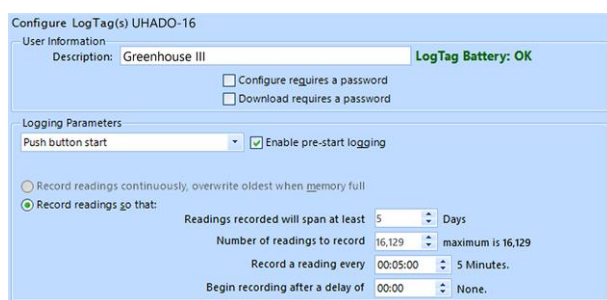 Configure LogTag(s) UHADO-16
User Information
Description: Greenhouse III LogTag Battery: OK
Configure requires a password
Download requires a password
Logging Parameters
Push button start Enable pre-start logging
Record readings continuously, overwrite oldest when memory full
Record readings so that:
Readings recorded will span at least 5 Days
Number of readings to record 16,129 maximum is 16,129
Record a reading every 00:05:00 5 Minutes.
Begin recording after a delay of 00:00 None.